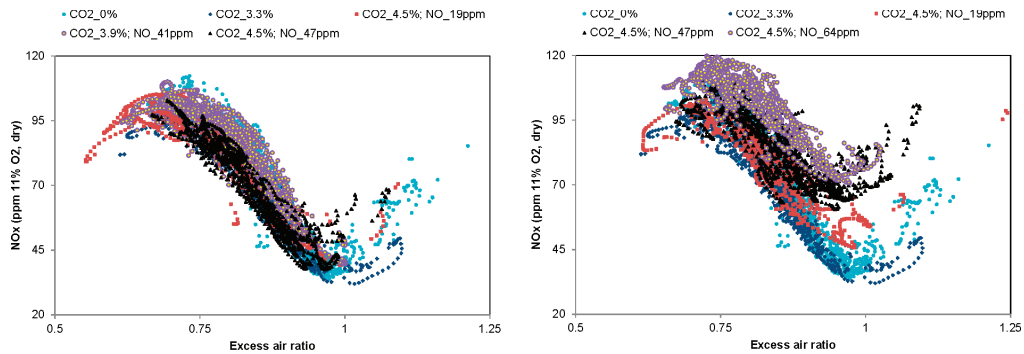 CO2_0% CO2_3.3% CO2_4.5%; NO_19ppm
CO2_3.9%; NO_41ppm CO2_4.5%; NO_47ppm
120
95
70
45
20
NOx (ppm 11% O2, dry)
0.5 0.75 1 1.25
Excess air ratio
CO2_0% CO2_3.3% CO2_4.5%; NO_19ppm
CO2_4.5%; NO_47ppm CO2_4.5%; NO_64ppm
120
95
70
45
20
NOx (ppm 11% O2, dry)
0.5 0.75 1 1.25
Excess air ratio